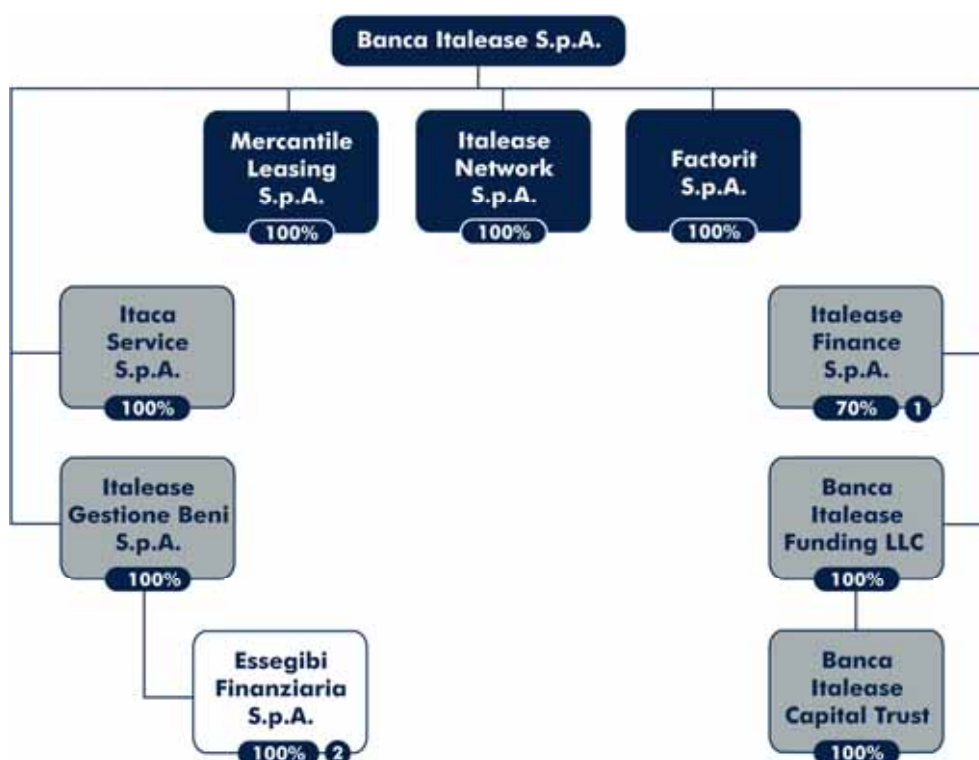 Banca Italease S.p.A.
Mercantile
Leasing
S.p.A.
100%
Italease
Network
S.p.A.
100%
Factorit
S.p.A.
100%
Itaca
Service
S.p.A.
100%
Italease
Finance
S.p.A.
70% 1
Italease
Gestione Beni
S.p.A.
100%
Banca
Italease
Funding LLC
100%
Essegibi
Finanziaria
S.p.A.
100% 2
Banca
Italease
Capital Trust
100%